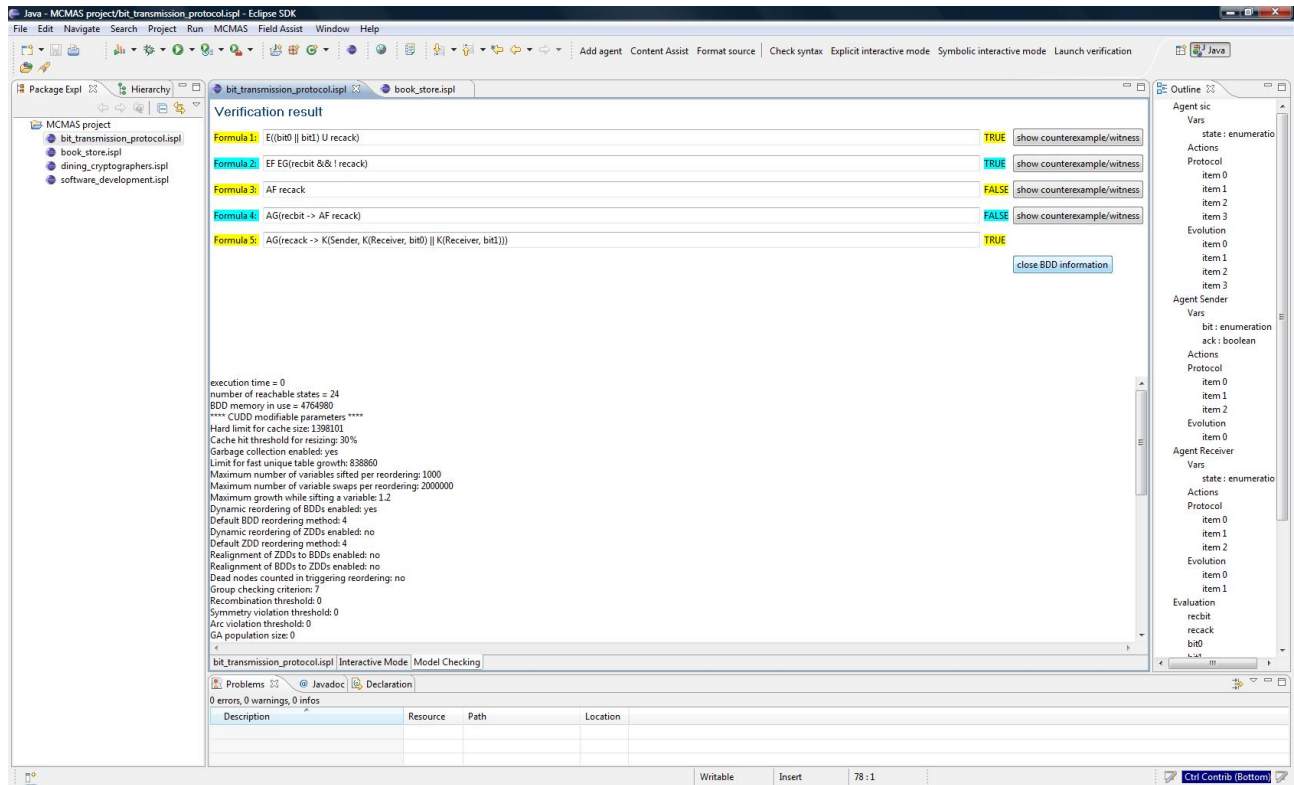 Java - MCMAS project/bit_transmission_protocol.ispl - Eclipse SDK
File Edit Navigate Search Project Run MCMAS Field Assist Window Help
Add agent Content Assist Format source Check syntax Explicit interactive mode Symbolic interactive mode Launch verification
Java
Package Expl
Hierarchy
MCMAS project
bit_transmission_protocol.ispl
book_store.ispl
dining_cryptographers.ispl
software_development.ispl
bit_transmission_protocol.ispl
book_store.ispl
Verification result
Formula 1: E((bit0 || bit1) U recack) TRUE show counterexample/witness
Formula 2: EF EG(recbit && ! recack) TRUE show counterexample/witness
Formula 3: AF recack FALSE show counterexample/witness
Formula 4: AG(recbit -> AF recack) FALSE show counterexample/witness
Formula 5: AG(recack -> K(Sender, K(Receiver, bit0) || K(Receiver, bit1))) TRUE
close BDD information
execution time = 0
number of reachable states = 24
BDD memory in use = 4764980
**** CUDD modifiable parameters ****
Hard limit for cache size: 1398101
Cache hit threshold for resizing: 30%
Garbage collection enabled: yes
Limit for fast unique table growth: 838860
Maximum number of variables sifted per reordering: 1000
Maximum number of variable swaps per reordering: 2000000
Maximum growth while sifting a variable: 1.2
Dynamic reordering of BDDs enabled: yes
Default BDD reordering method: 4
Dynamic reordering of ZDDs enabled: no
Default ZDD reordering method: 4
Realignment of ZDDs to BDDs enabled: no
Realignment of BDDs to ZDDs enabled: no
Dead nodes counted in triggering reordering: no
Group checking criterion: 7
Recombination threshold: 0
Symmetry violation threshold: 0
Arc violation threshold: 0
GA population size: 0
bit_transmission_protocol.ispl Interactive Mode Model Checking
Outline
Agent sic
Vars
state : enumeratio
Actions
Protocol
item 0
item 1
item 2
item 3
Evolution
item 0
item 1
item 2
item 3
Agent Sender
Vars
bit : enumeration
ack : boolean
Actions
Protocol
item 0
item 1
item 2
Evolution
item 0
Agent Receiver
Vars
state : enumeratio
Actions
Protocol
item 0
item 1
item 2
Evolution
item 0
item 1
Evaluation
recbit
recack
bit0
Problems @ Javadoc Declaration
0 errors, 0 warnings, 0 infos
Description Resource Path Location
Writable Insert 78 : 1 Ctrl Contrib (Bottom)